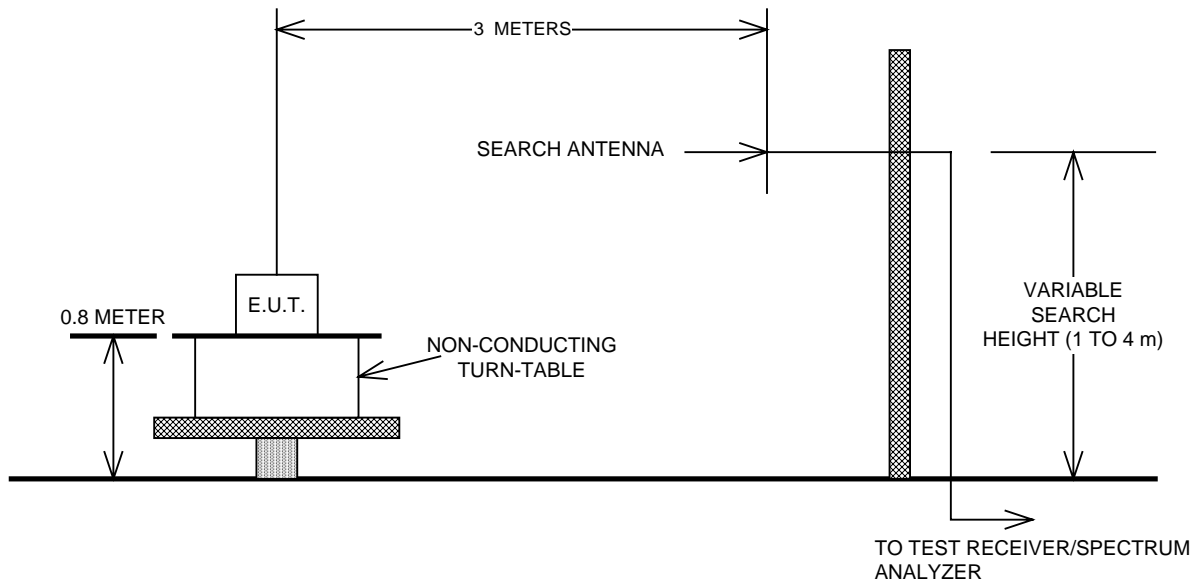 3 METERS
SEARCH ANTENNA
E.U.T.
0.8 METER
NON-CONDUCTING
TURN-TABLE
VARIABLE
SEARCH
HEIGHT (1 TO 4 m)
TO TEST RECEIVER/SPECTRUM
ANALYZER